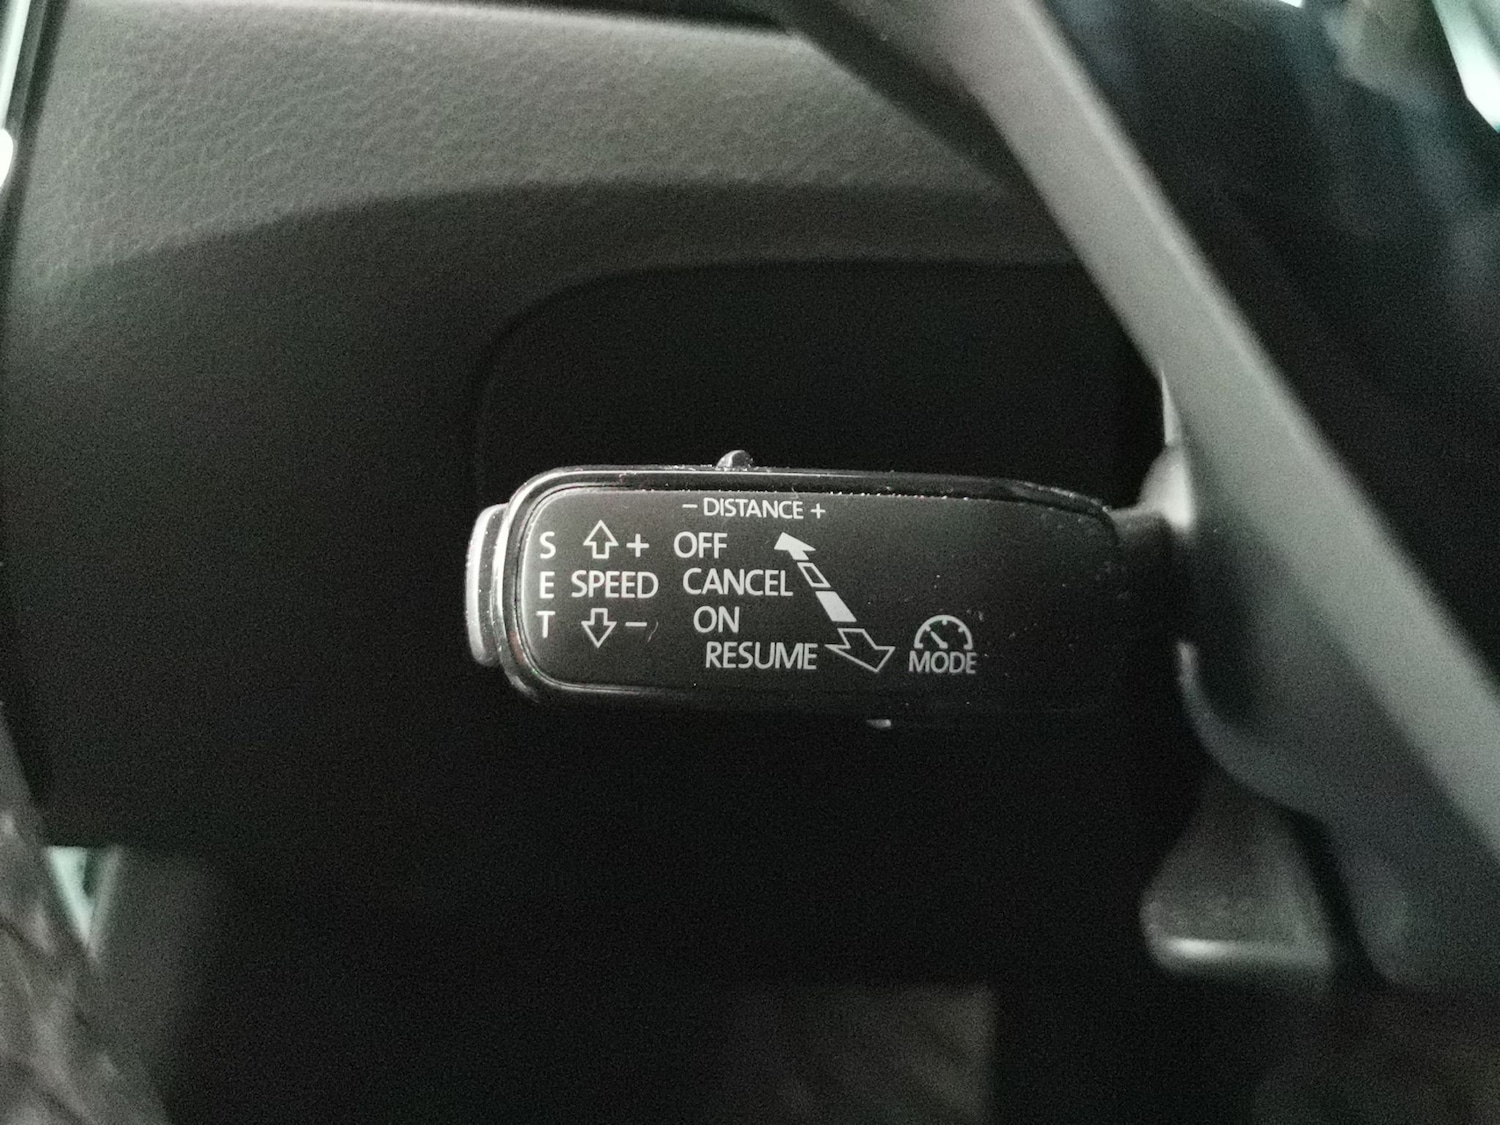 - DISTANCE +
S + OFF
E SPEED CANCEL
T - ON
RESUME
MODE